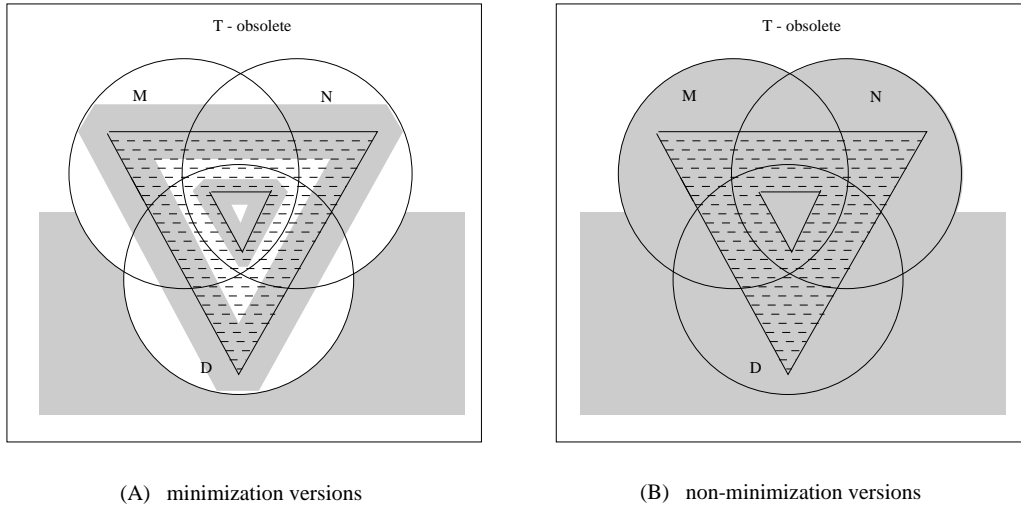 T - obsolete
M
N
D
(A) minimization versions
T - obsolete
M
N
D
(B) non-minimization versions